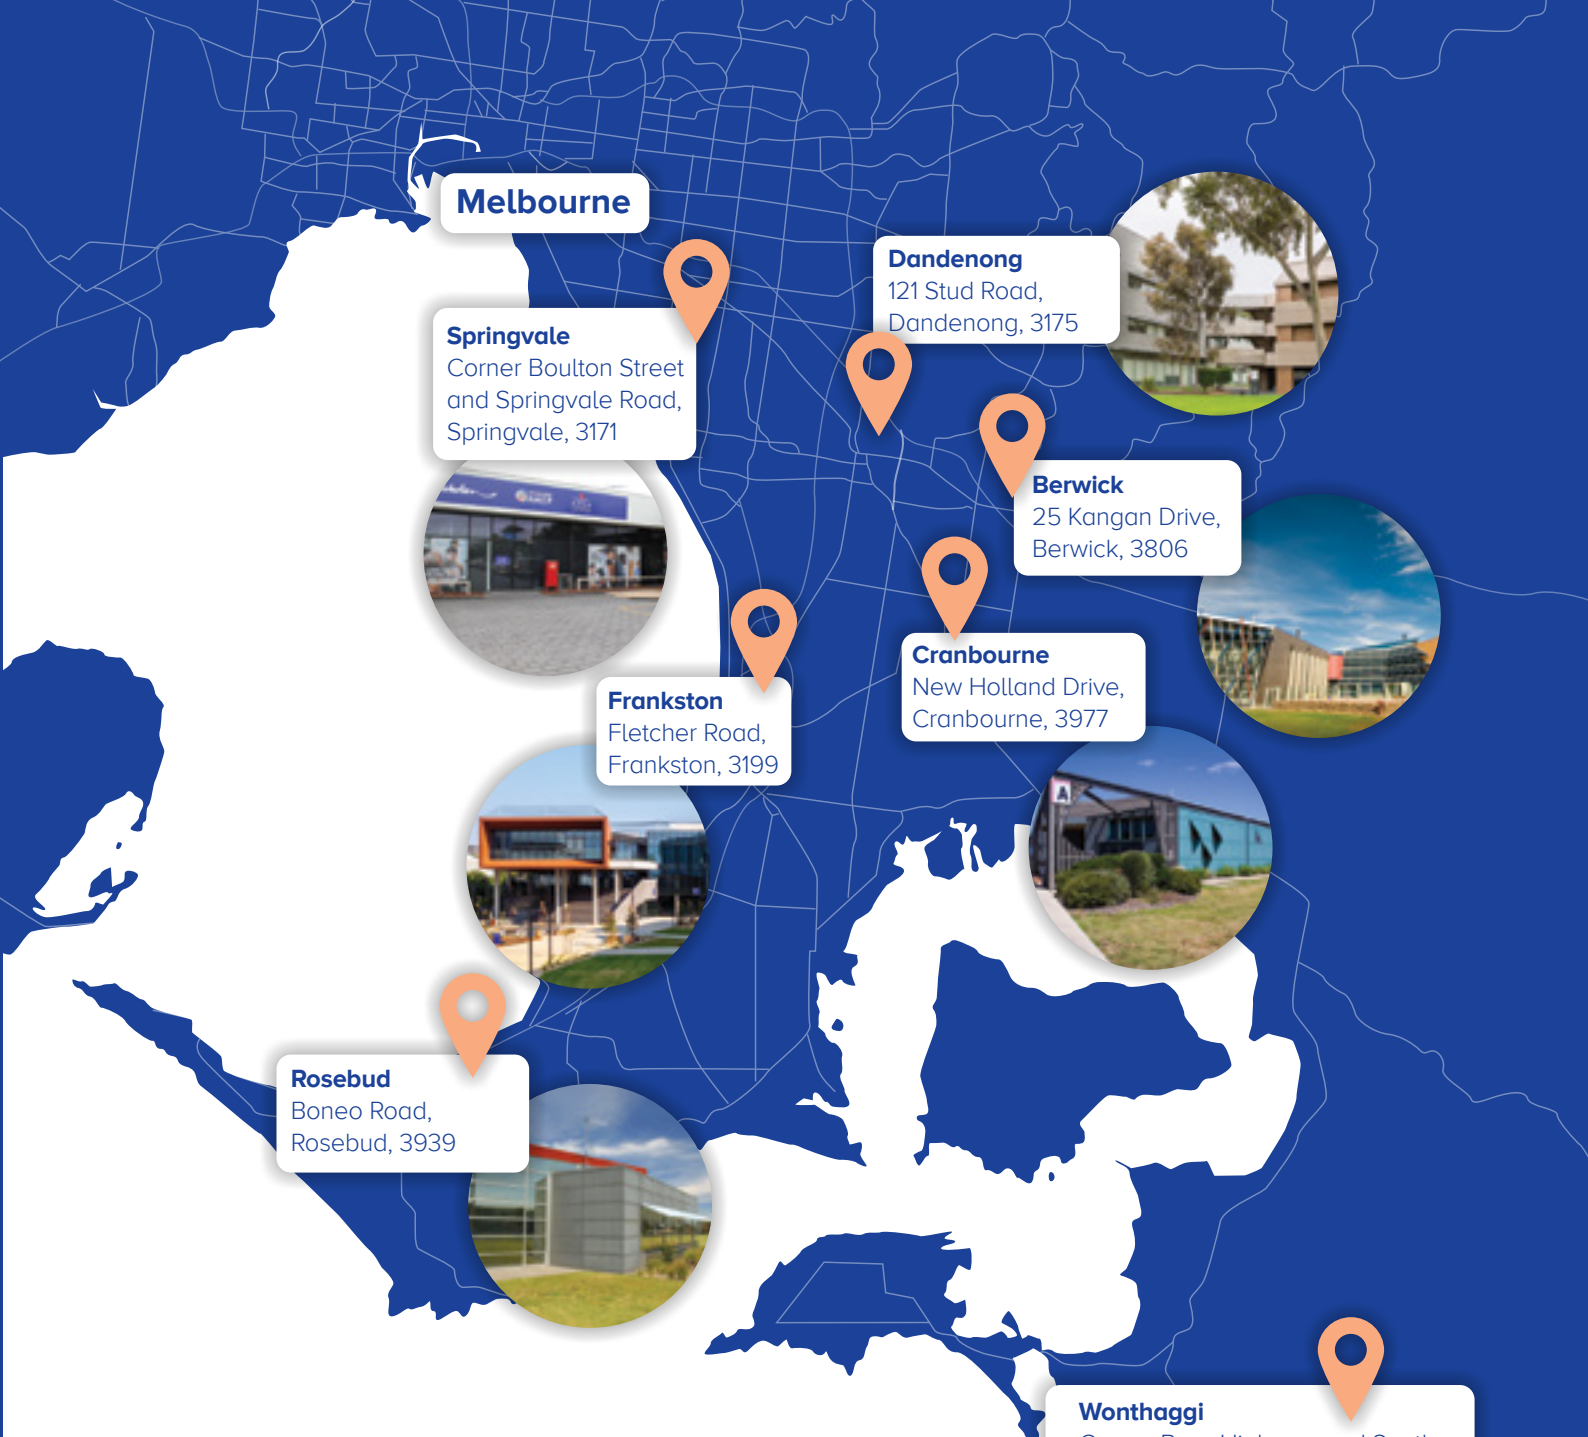 Melbourne
Dandenong
121 Stud Road,
Dandenong, 3175
Springvale
Corner Boulton Street
and Springvale Road,
Springvale, 3171
Berwick
25 Kangan Drive,
Berwick, 3806
Cranbourne
New Holland Drive,
Cranbourne, 3977
A
Frankston
Fletcher Road,
Frankston, 3199
Rosebud
Boneo Road,
Rosebud, 3939
Wonthaggi